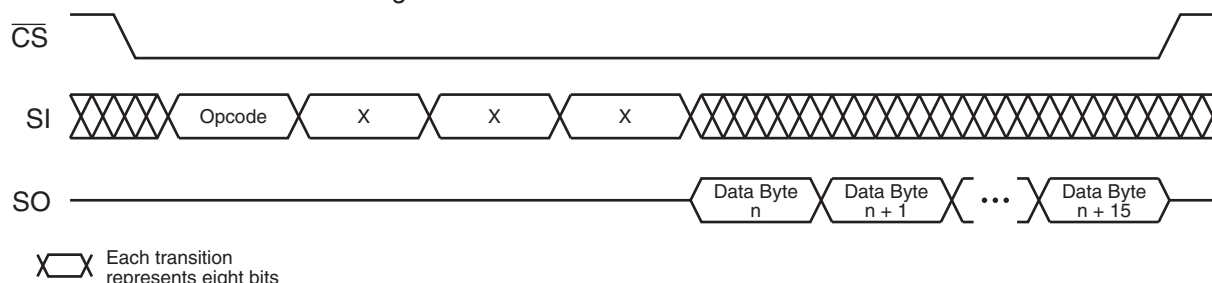 CS
SI
Opcode
X
X
X
SO
Data Byte
n
Data Byte
n + 1
•••
Data Byte
n + 15
Each transition
represents eight bits